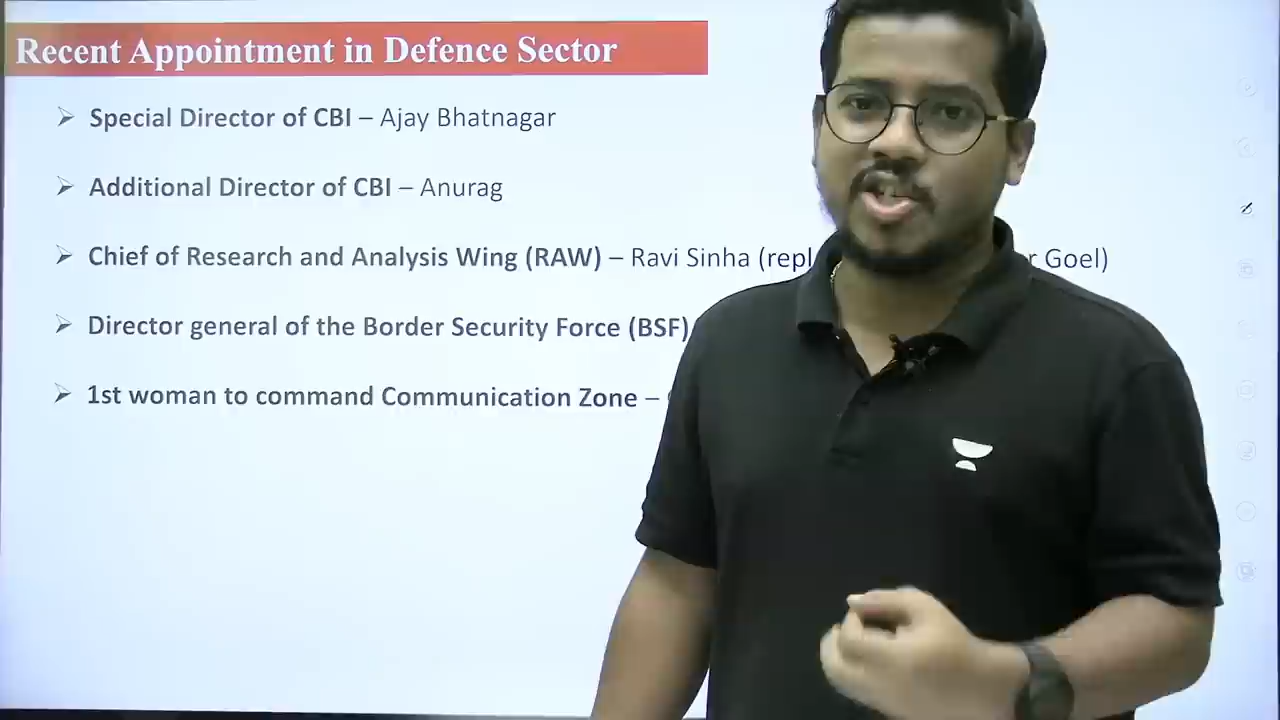 Recent Appointment in Defence Sector
Special Director of CBI – Ajay Bhatnagar
Additional Director of CBI – Anurag
Chief of Research and Analysis Wing (RAW) – Ravi Sinha (repl r Goel)
Director general of the Border Security Force (BSF)
1st woman to command Communication Zone –